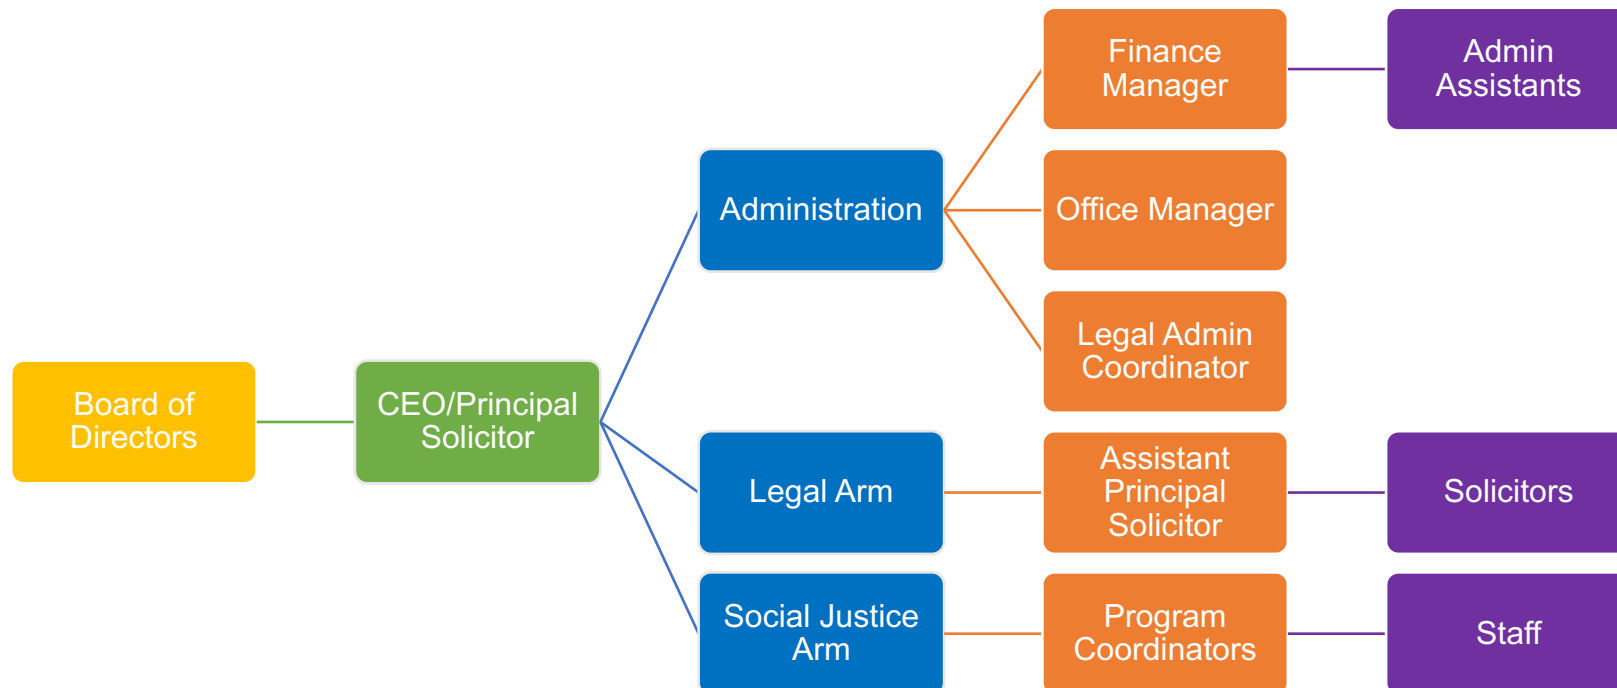 Finance
Manager
Admin
Assistants
Administration
Office Manager
Legal Admin
Coordinator
Board of
Directors
CEO/Principal
Solicitor
Legal Arm
Assistant
Principal
Solicitor
Solicitors
Social Justice
Arm
Program
Coordinators
Staff